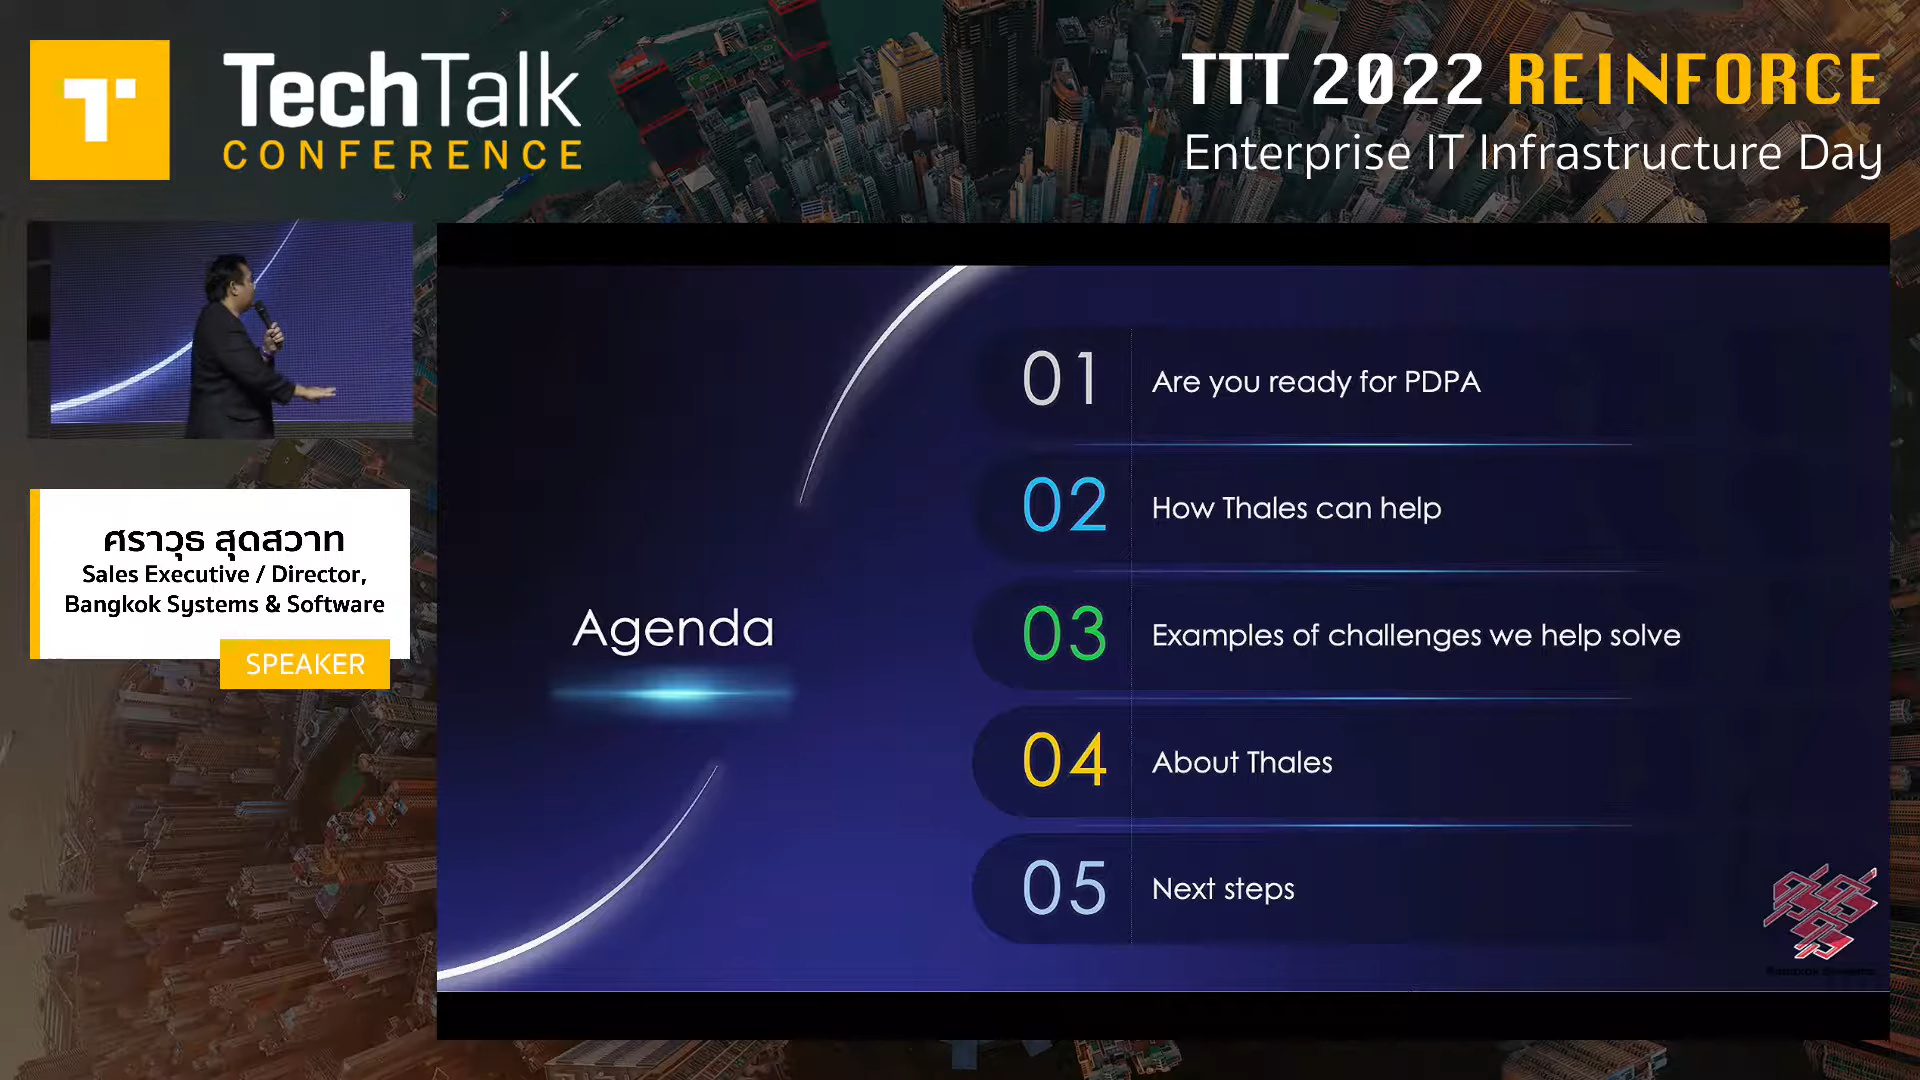 TechTalk
CONFERENCE
TTT 2022 REINFORCE
Enterprise IT Infrastructure Day
ศราวุธ สุดสวาท
Sales Executive / Director,
Bangkok Systems & Software
SPEAKER
Agenda
01 Are you ready for PDPA
02 How Thales can help
03 Examples of challenges we help solve
04 About Thales
05 Next steps